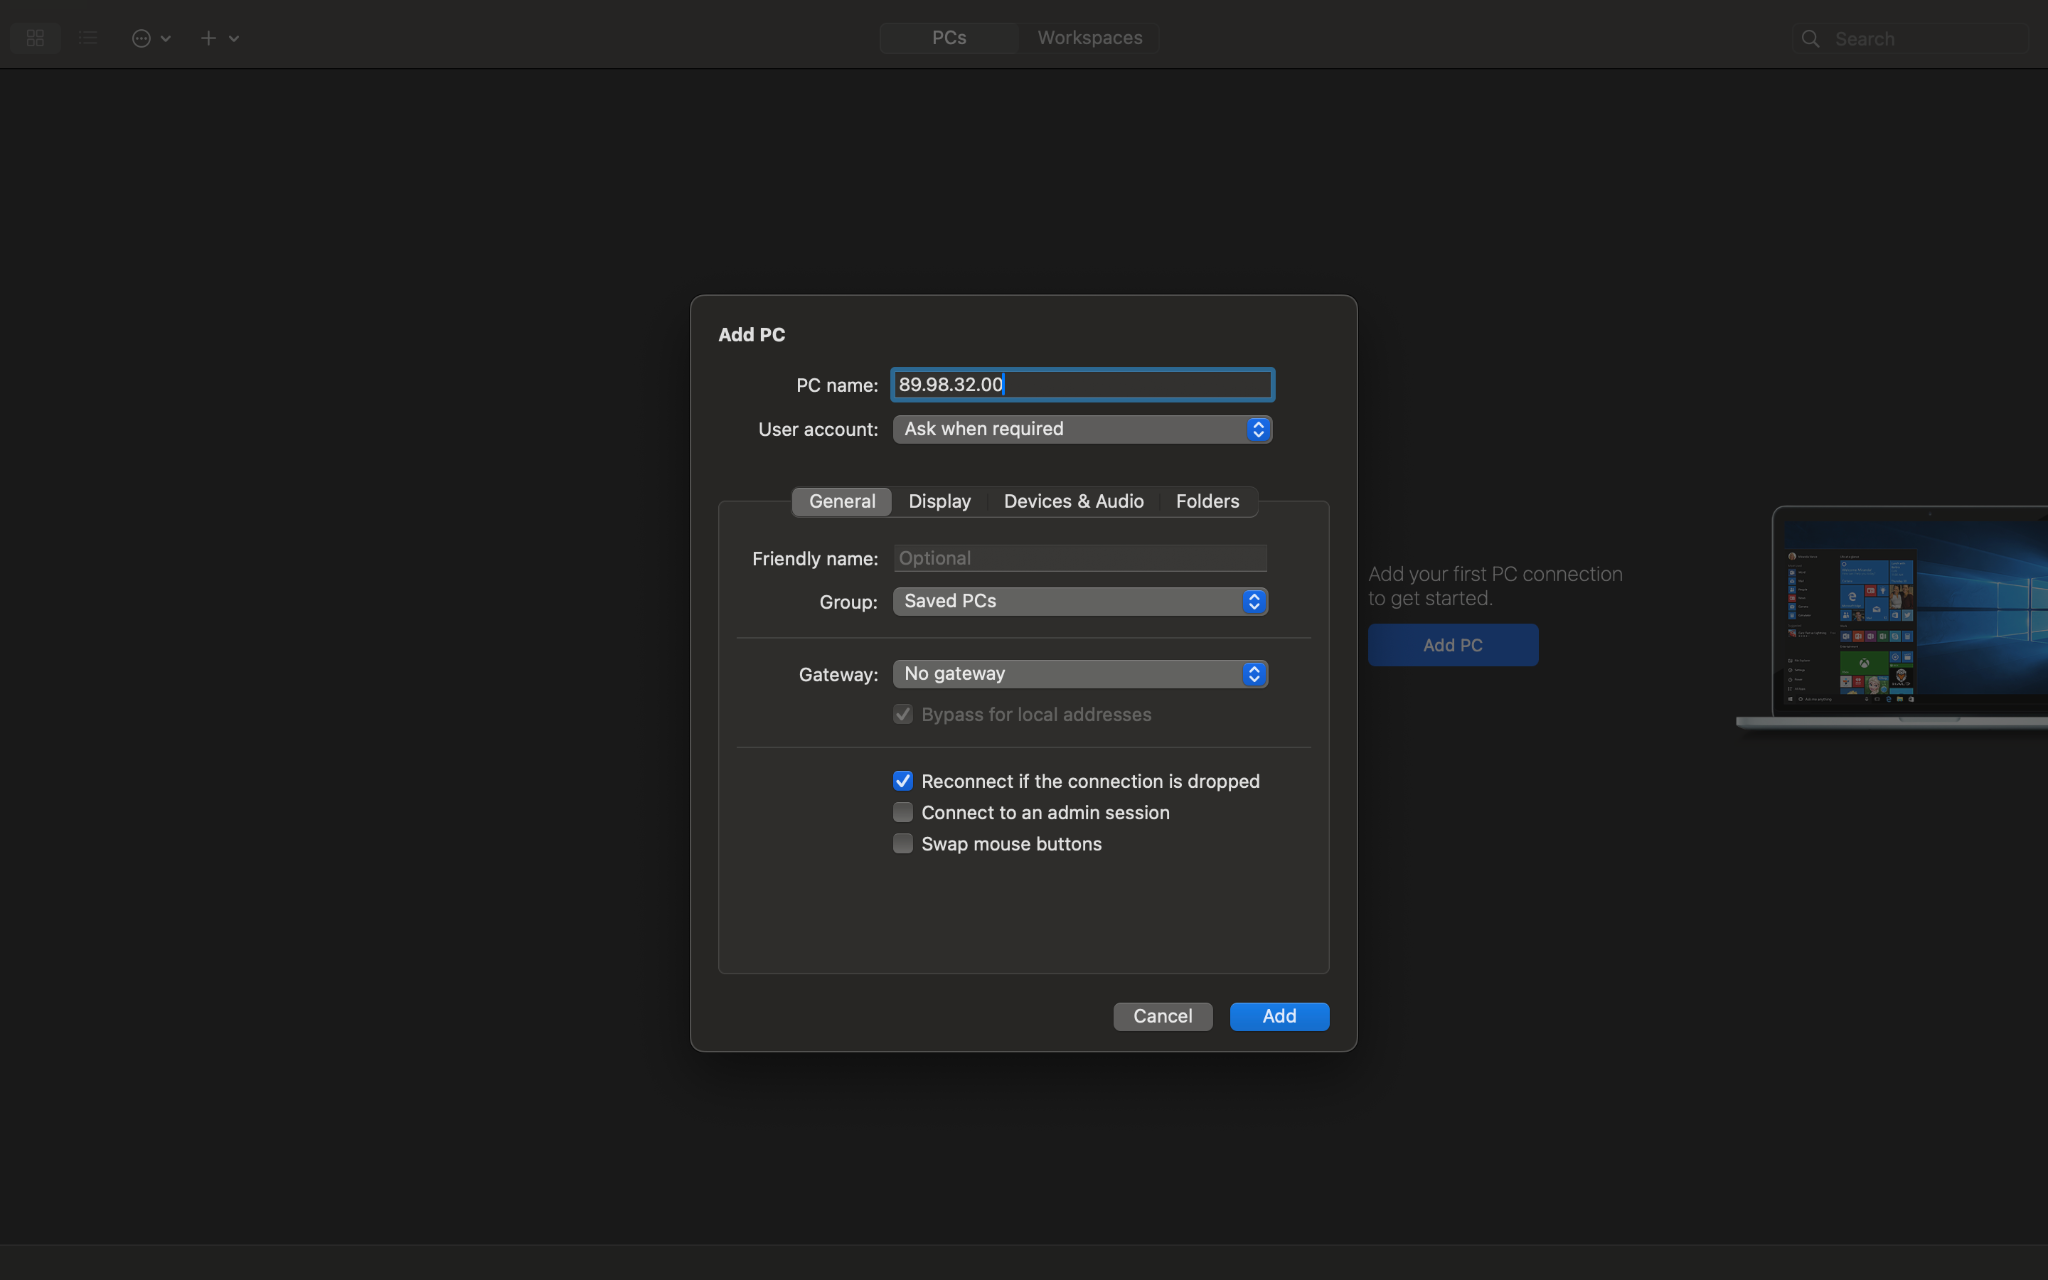 PCs
Workspaces
Search
Add PC
PC name:
89.98.32.00
User account:
Ask when required
General
Display
Devices & Audio
Folders
Friendly name:
Optional
Group:
Saved PCs
Gateway:
No gateway
Bypass for local addresses
Reconnect if the connection is dropped
Connect to an admin session
Swap mouse buttons
Cancel
Add
Add your first PC connection
to get started.
Add PC